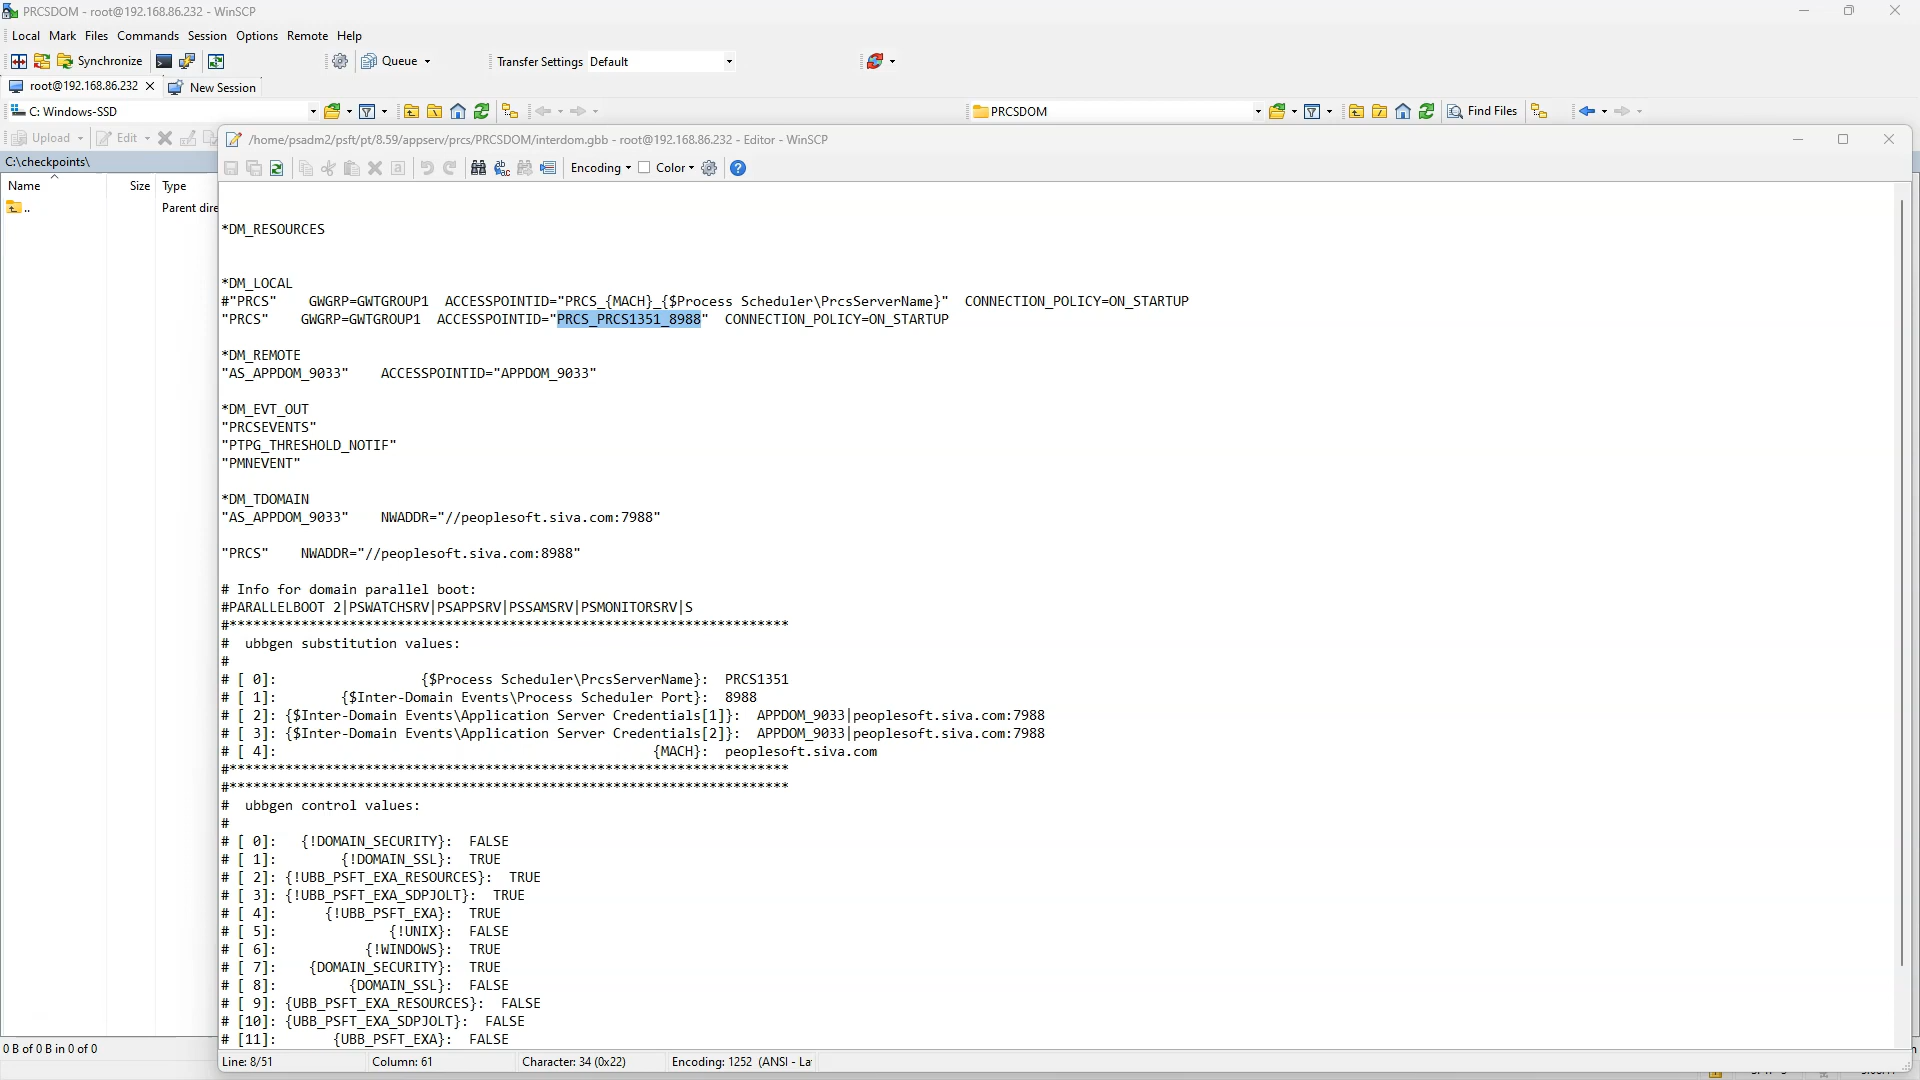 PRCSDOM - root@192.168.86.232 - WinSCP
Local Mark Files Commands Session Options Remote Help
Synchronize Queue Transfer Settings Default
root@192.168.86.232 New Session
C: Windows-SSD PRCSDOM Find Files
Upload Edit
/home/psadm2/psft/pt/8.59/appserv/prcs/PRCSDOM/interdom.gbb - root@192.168.86.232 - Editor - WinSCP
C:\checkpoints\
Encoding Color
Name Size Type
.. Parent dire
*DM_RESOURCES
*DM_LOCAL
#"PRCS" GWGRP=GWTGROUP1 ACCESSPOINTID="PRCS_{MACH}_{$Process Scheduler\PrcsServerName}" CONNECTION_POLICY=ON_STARTUP
"PRCS" GWGRP=GWTGROUP1 ACCESSPOINTID="PRCS_PRCS1351_8988" CONNECTION_POLICY=ON_STARTUP
*DM_REMOTE
"AS_APPDOM_9033" ACCESSPOINTID="APPDOM_9033"
*DM_EVT_OUT
"PRCSEVENTS"
"PTPG_THRESHOLD_NOTIF"
"PMNEVENT"
*DM_TDOMAIN
"AS_APPDOM_9033" NWADDR="//peoplesoft.siva.com:7988"
"PRCS" NWADDR="//peoplesoft.siva.com:8988"
# Info for domain parallel boot:
#PARALLELBOOT 2|PSWATCHSRV|PSAPPSRV|PSSAMSRV|PSMONITORSRV|S
#**********************************************************************
# ubbgen substitution values:
#
# [ 0]: {$Process Scheduler\PrcsServerName}: PRCS1351
# [ 1]: {$Inter-Domain Events\Process Scheduler Port}: 8988
# [ 2]: {$Inter-Domain Events\Application Server Credentials[1]}: APPDOM_9033|peoplesoft.siva.com:7988
# [ 3]: {$Inter-Domain Events\Application Server Credentials[2]}: APPDOM_9033|peoplesoft.siva.com:7988
# [ 4]: {MACH}: peoplesoft.siva.com
#**********************************************************************
#**********************************************************************
# ubbgen control values:
#
# [ 0]: {!DOMAIN_SECURITY}: FALSE
# [ 1]: {!DOMAIN_SSL}: TRUE
# [ 2]: {!UBB_PSFT_EXA_RESOURCES}: TRUE
# [ 3]: {!UBB_PSFT_EXA_SDPJOLT}: TRUE
# [ 4]: {!UBB_PSFT_EXA}: TRUE
# [ 5]: {!UNIX}: FALSE
# [ 6]: {!WINDOWS}: TRUE
# [ 7]: {DOMAIN_SECURITY}: TRUE
# [ 8]: {DOMAIN_SSL}: FALSE
# [ 9]: {UBB_PSFT_EXA_RESOURCES}: FALSE
# [10]: {UBB_PSFT_EXA_SDPJOLT}: FALSE
# [11]: {UBB_PSFT_EXA}: FALSE
0 B of 0 B in 0 of 0
Line: 8/51 Column: 61 Character: 34 (0x22) Encoding: 1252 (ANSI - La